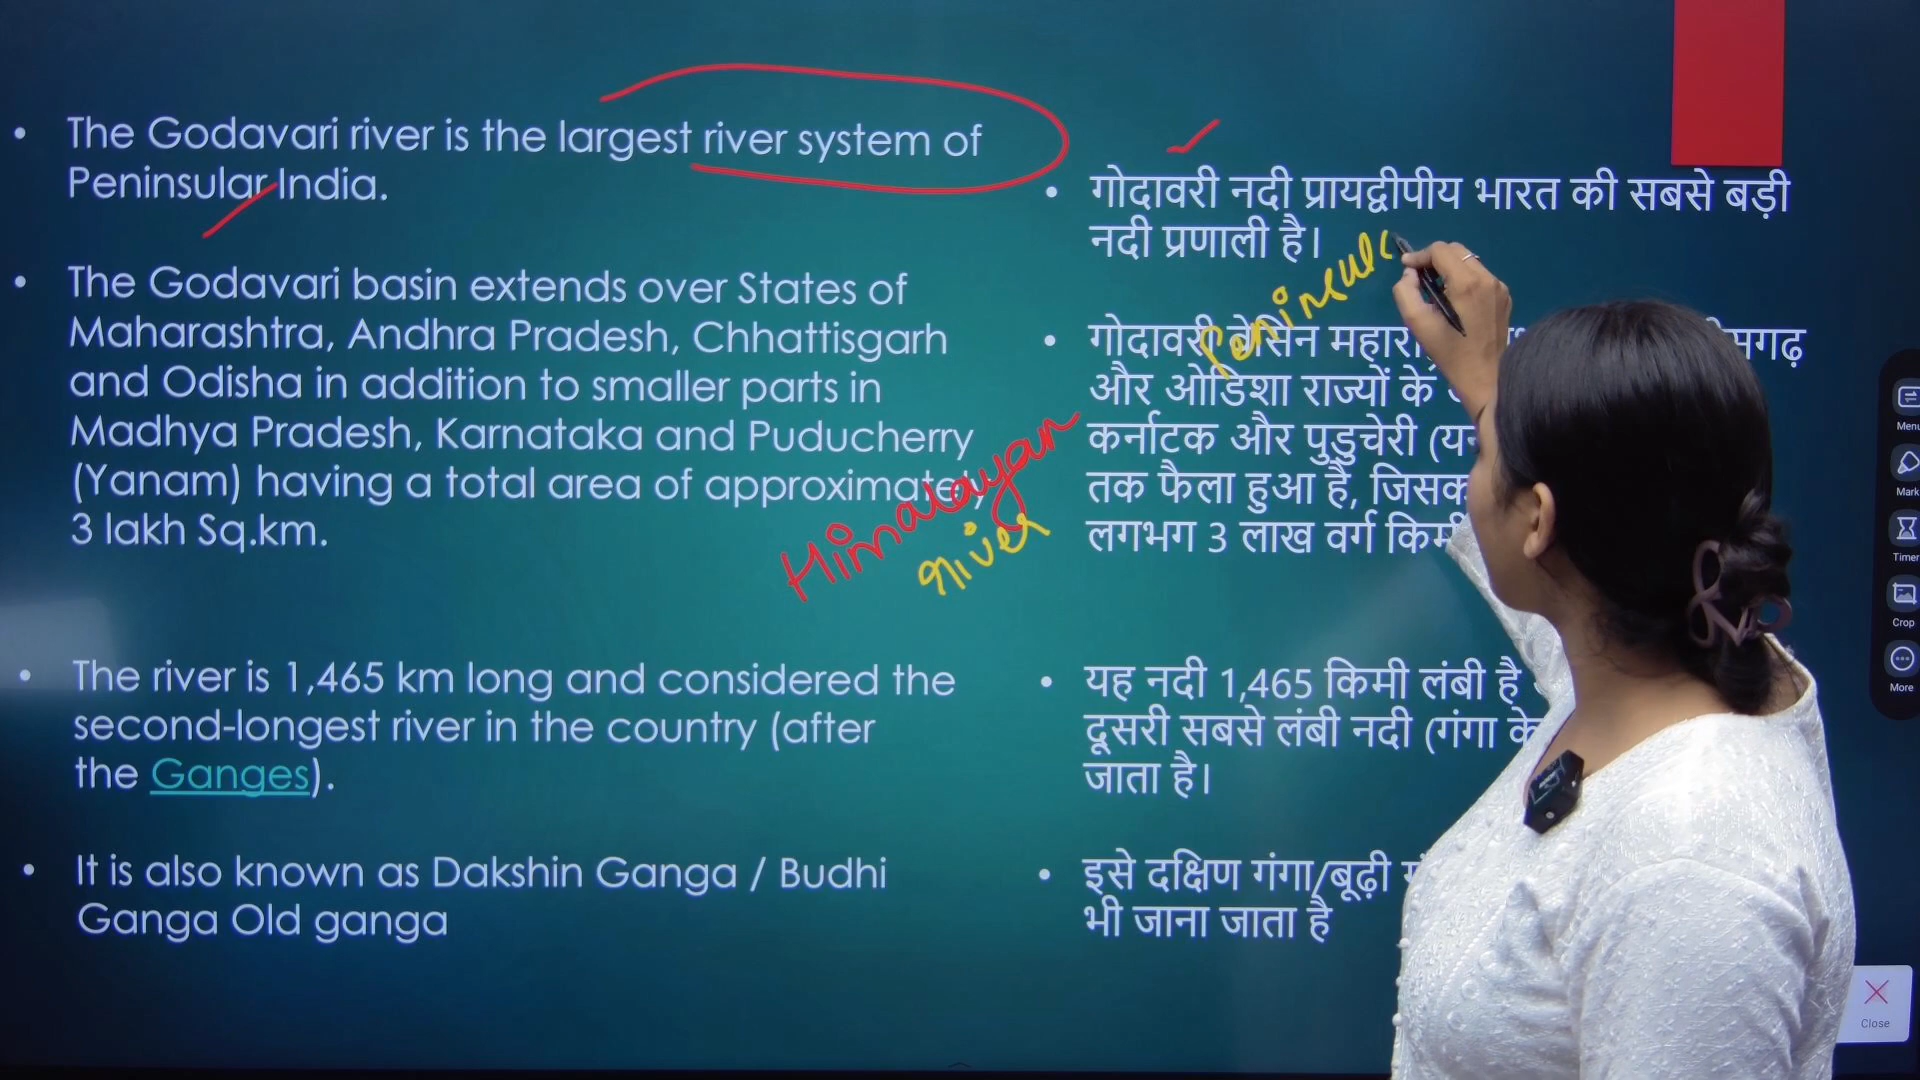 The Godavari river is the largest river system of
Peninsular India.
The Godavari basin extends over States of
Maharashtra, Andhra Pradesh, Chhattisgarh
and Odisha in addition to smaller parts in
Madhya Pradesh, Karnataka and Puducherry
(Yanam) having a total area of approximately
3 lakh Sq.km.
The river is 1,465 km long and considered the
second-longest river in the country (after
the Ganges).
It is also known as Dakshin Ganga / Budhi
Ganga Old ganga
Himalayan
river
गोदावरी नदी प्रायद्वीपीय भारत की सबसे बड़ी
नदी प्रणाली है।
गोदावरी बेसिन
और ओडिशा राज्यों के
कर्नाटक और पुडुचेरी
तक फैला हुआ है,
लगभग 3 लाख वर्ग
यह नदी 1,465 किमी लंबी है
दूसरी सबसे लंबी नदी (गंगा के
जाता है।
इसे दक्षिण गंगा/बूढ़ी
भी जाना जाता है
Peninsula
Menu
Mark
Timer
Crop
More
Close